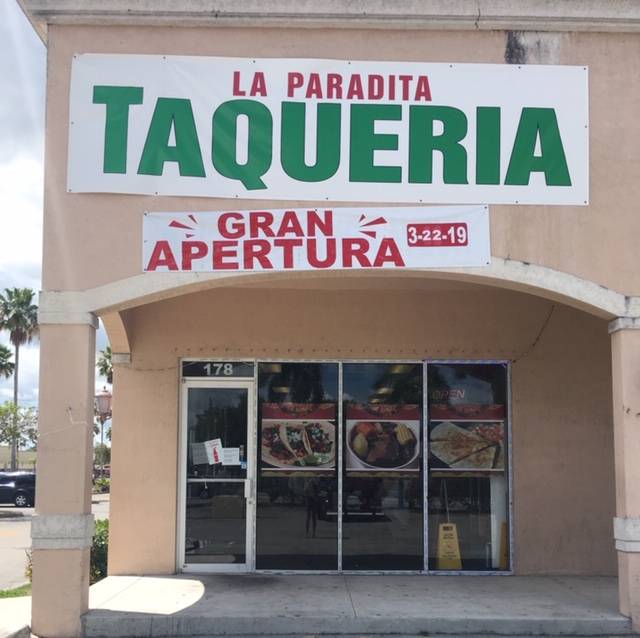 LA PARADITA
TAQUERIA
GRAN
APERTURA
3-22-19
178
OPEN